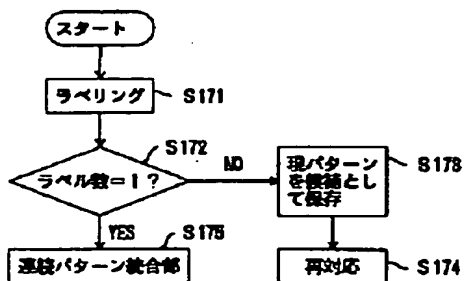 スタート
ラベリング
S171
S172
ラベル数=1?
NO
現パターン
を候補とし
て保存
S173
YES
S175
連続パターン統合部
再対応
S174